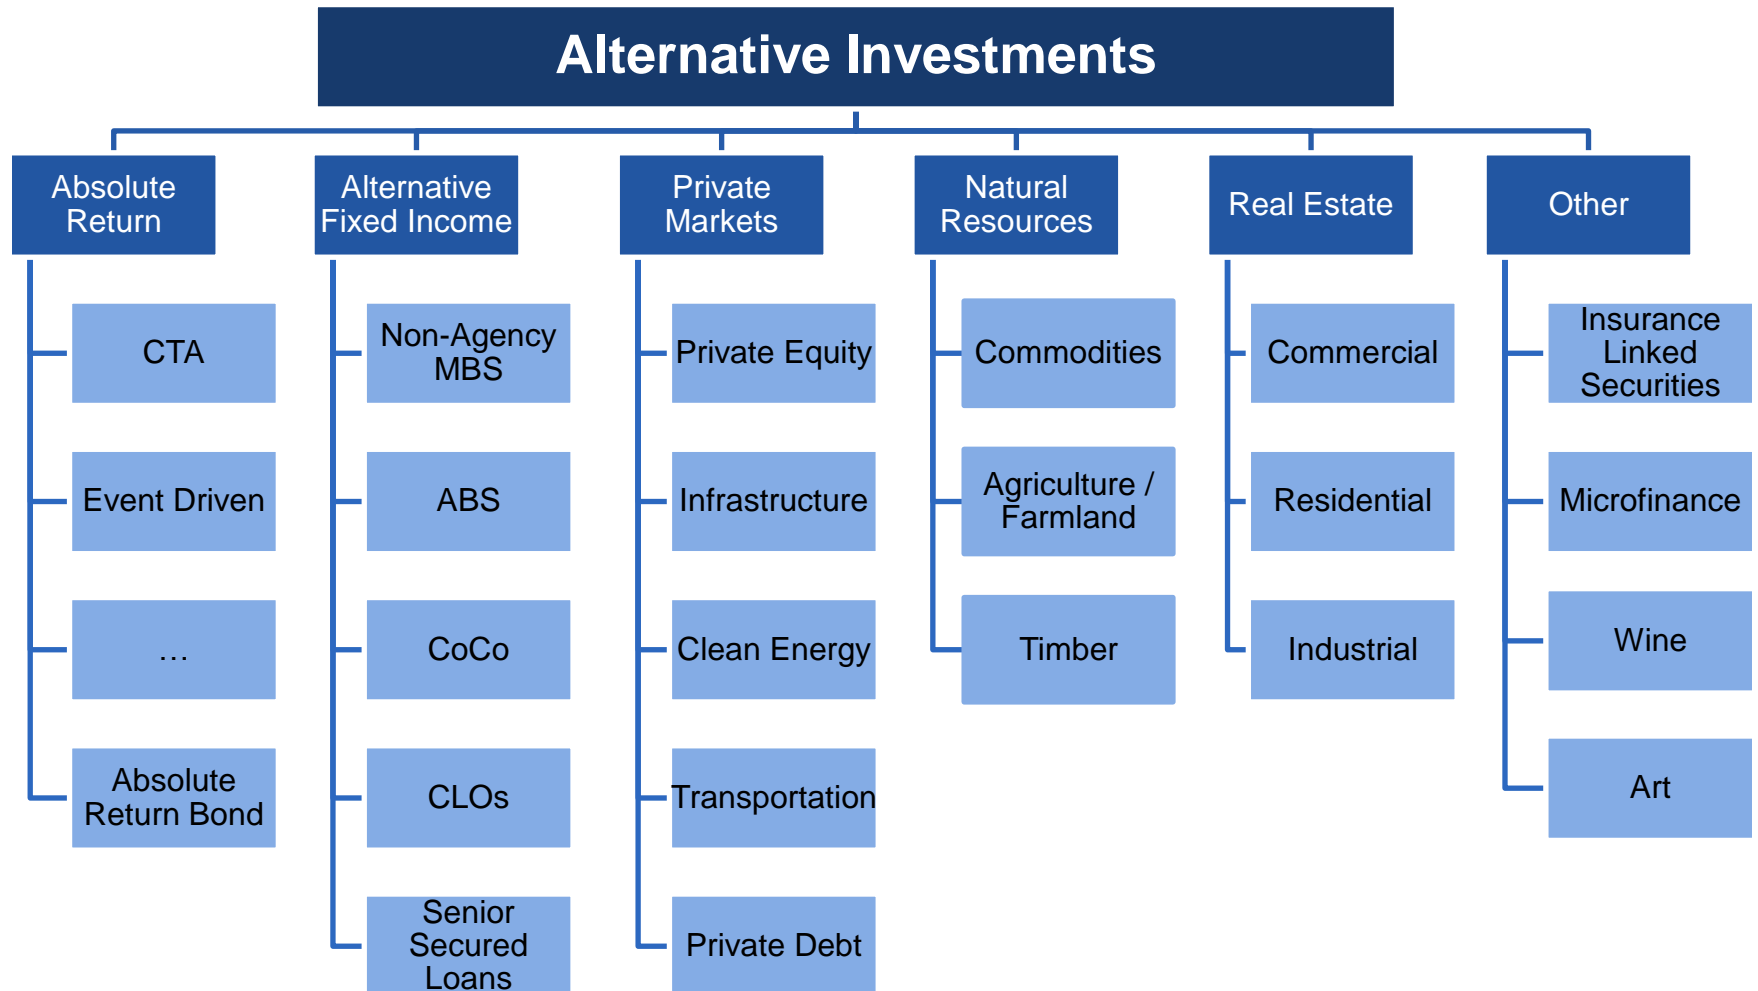 Alternative Investments
Absolute
Return
Alternative
Fixed Income
Private
Markets
Natural
Resources
Real Estate
Other
CTA
Event Driven
…
Absolute
Return Bond
Non-Agency
MBS
ABS
CoCo
CLOs
Senior
Secured
Loans
Private Equity
Infrastructure
Clean Energy
Transportation
Private Debt
Commodities
Agriculture /
Farmland
Timber
Commercial
Residential
Industrial
Insurance
Linked
Securities
Microfinance
Wine
Art